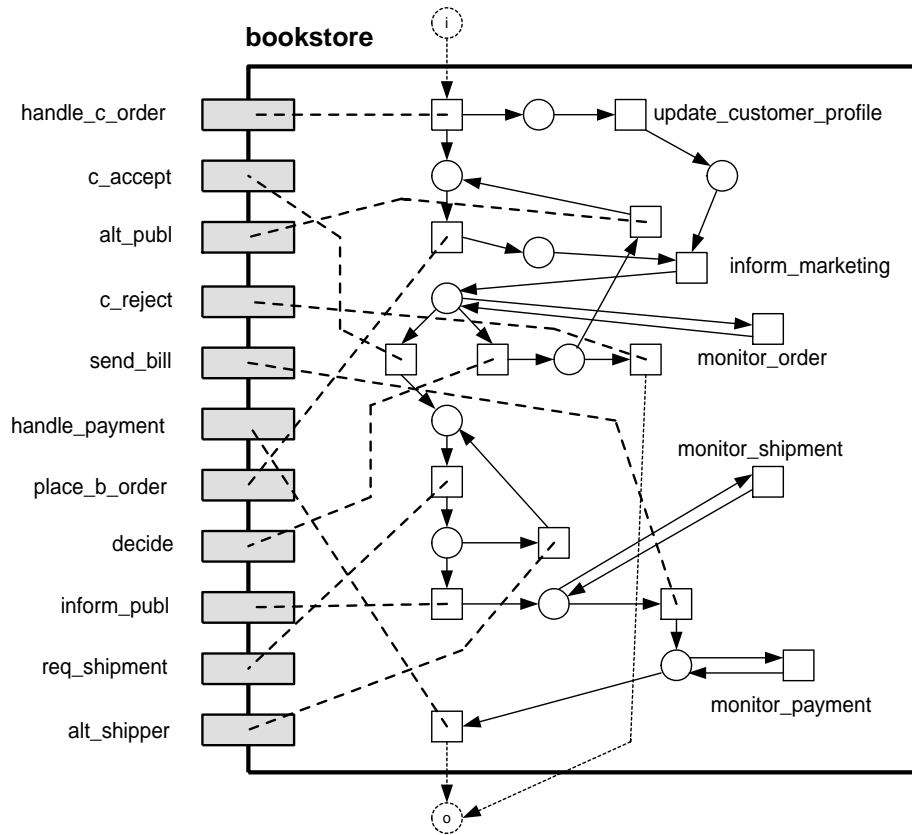 i
bookstore
handle_c_order
update_customer_profile
c_accept
alt_publ
inform_marketing
c_reject
monitor_order
send_bill
handle_payment
monitor_shipment
place_b_order
decide
inform_publ
req_shipment
monitor_payment
alt_shipper
o